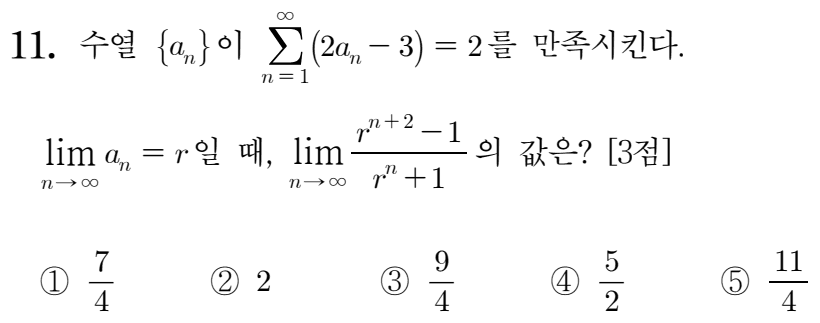 11. 수열 {aₙ}이 ∑_{n=1}^{∞}(2aₙ − 3) = 2를 만족시킨다.
lim_{n→∞} aₙ = r일 때, lim_{n→∞} (r^{n+2} − 1)/(r^n + 1) 의 값은? [3점]
① 7/4 ② 2 ③ 9/4 ④ 5/2 ⑤ 11/4